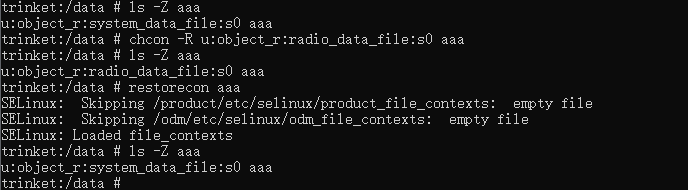 trinket:/data # ls -Z aaa
u:object_r:system_data_file:s0 aaa
trinket:/data # chcon -R u:object_r:radio_data_file:s0 aaa
trinket:/data # ls -Z aaa
u:object_r:radio_data_file:s0 aaa
trinket:/data # restorecon aaa
SELinux:  Skipping /product/etc/selinux/product_file_contexts:  empty file
SELinux:  Skipping /odm/etc/selinux/odm_file_contexts:  empty file
SELinux: Loaded file_contexts
trinket:/data # ls -Z aaa
u:object_r:system_data_file:s0 aaa
trinket:/data #